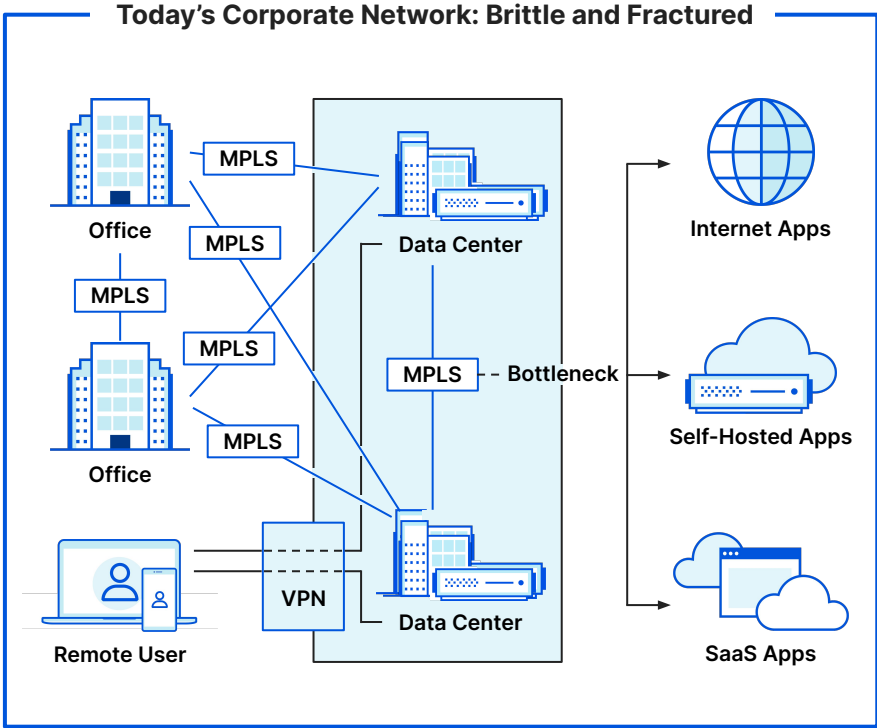 Today's Corporate Network: Brittle and Fractured
MPLS
Office
Data Center
Internet Apps
MPLS
MPLS
MPLS
MPLS
Bottleneck
Self-Hosted Apps
MPLS
Office
VPN
Data Center
Remote User
SaaS Apps